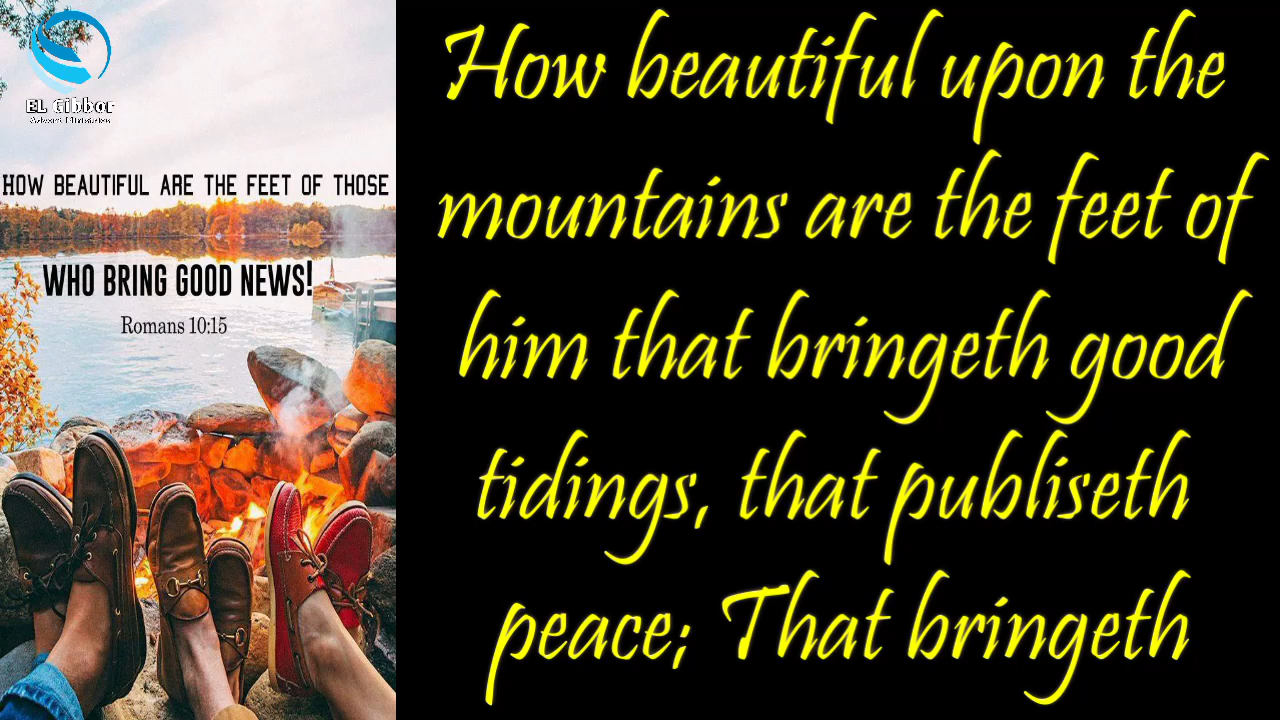 EL Gibbor
HOW BEAUTIFUL ARE THE FEET OF THOSE
WHO BRING GOOD NEWS!
Romans 10:15
How beautiful upon the
mountains are the feet of
him that bringeth good
tidings, that publiseth
peace; That bringeth